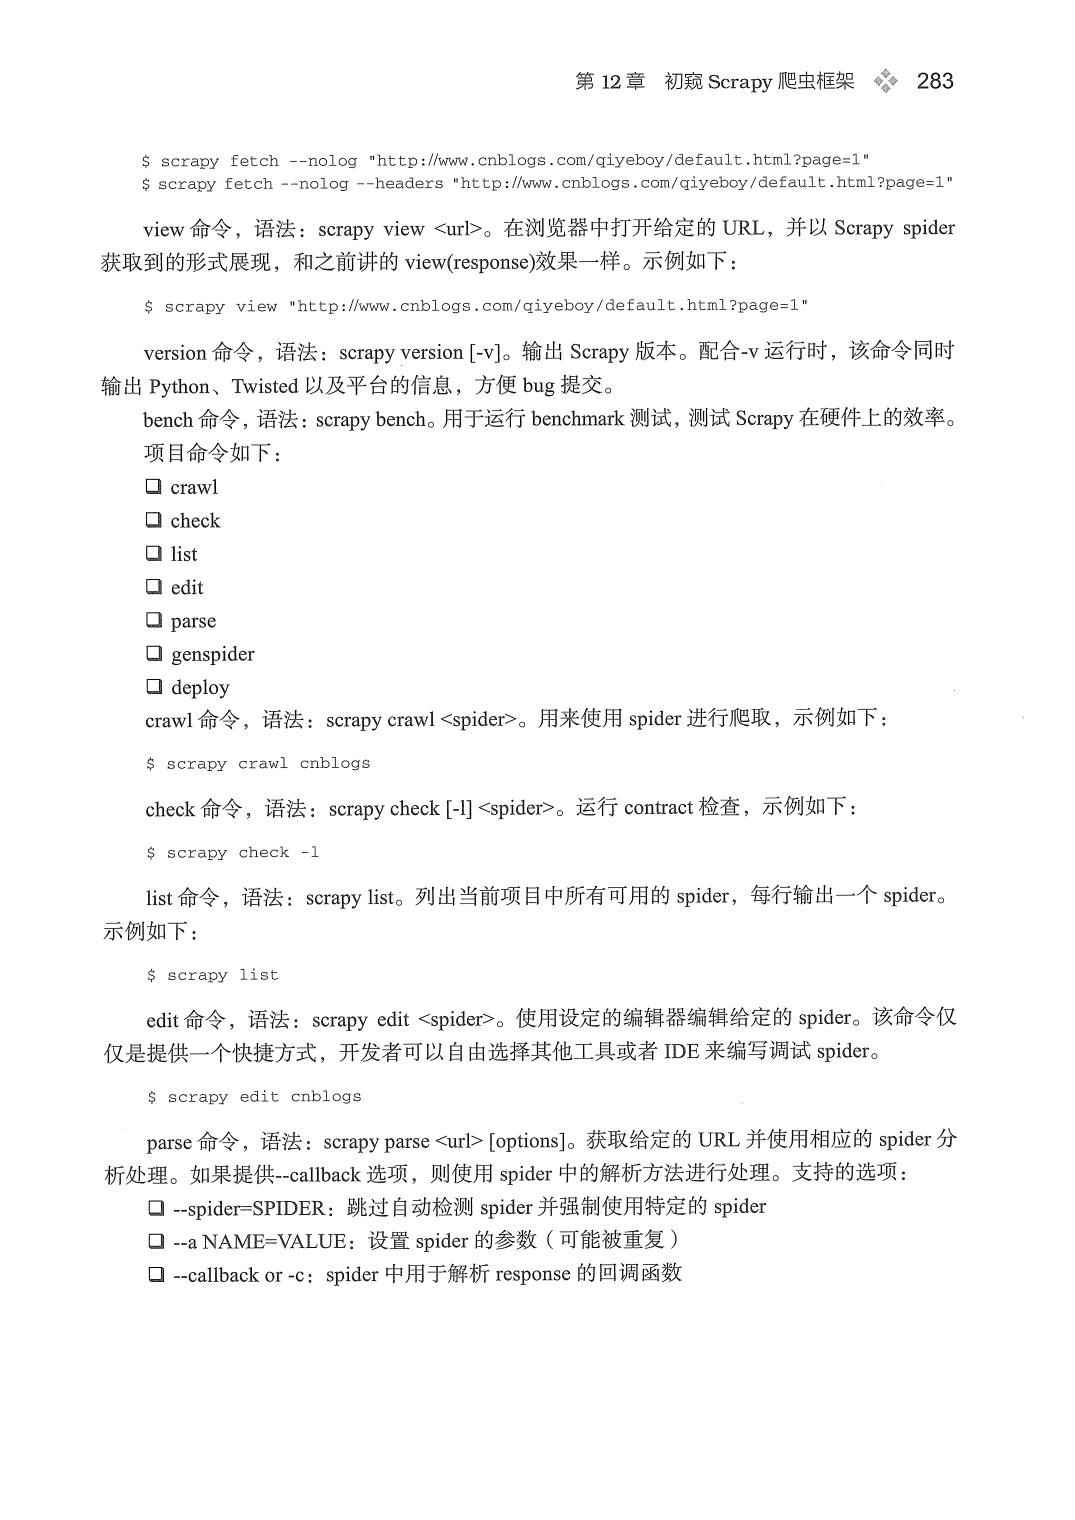 第 12 章 初窥 Scrapy 爬虫框架 283
$ scrapy fetch --nolog "http://www.cnblogs.com/qiyeboy/default.html?page=1"
$ scrapy fetch --nolog --headers "http://www.cnblogs.com/qiyeboy/default.html?page=1"
view 命令，语法：scrapy view <url>。在浏览器中打开给定的 URL，并以 Scrapy spider
获取到的形式展现，和之前讲的 view(response)效果一样。示例如下：
$ scrapy view "http://www.cnblogs.com/qiyeboy/default.html?page=1"
version 命令，语法：scrapy version [-v]。输出 Scrapy 版本。配合-v 运行时，该命令同时
输出 Python、Twisted 以及平台的信息，方便 bug 提交。
bench 命令，语法：scrapy bench。用于运行 benchmark 测试，测试 Scrapy 在硬件上的效率。
项目命令如下：
❑ crawl
❑ check
❑ list
❑ edit
❑ parse
❑ genspider
❑ deploy
crawl 命令，语法：scrapy crawl <spider>。用来使用 spider 进行爬取，示例如下：
$ scrapy crawl cnblogs
check 命令，语法：scrapy check [-l] <spider>。运行 contract 检查，示例如下：
$ scrapy check -l
list 命令，语法：scrapy list。列出当前项目中所有可用的 spider，每行输出一个 spider。
示例如下：
$ scrapy list
edit 命令，语法：scrapy edit <spider>。使用设定的编辑器编辑给定的 spider。该命令仅
仅是提供一个快捷方式，开发者可以自由选择其他工具或者 IDE 来编写调试 spider。
$ scrapy edit cnblogs
parse 命令，语法：scrapy parse <url> [options]。获取给定的 URL 并使用相应的 spider 分
析处理。如果提供--callback 选项，则使用 spider 中的解析方法进行处理。支持的选项：
❑ --spider=SPIDER：跳过自动检测 spider 并强制使用特定的 spider
❑ --a NAME=VALUE：设置 spider 的参数（可能被重复）
❑ --callback or -c：spider 中用于解析 response 的回调函数